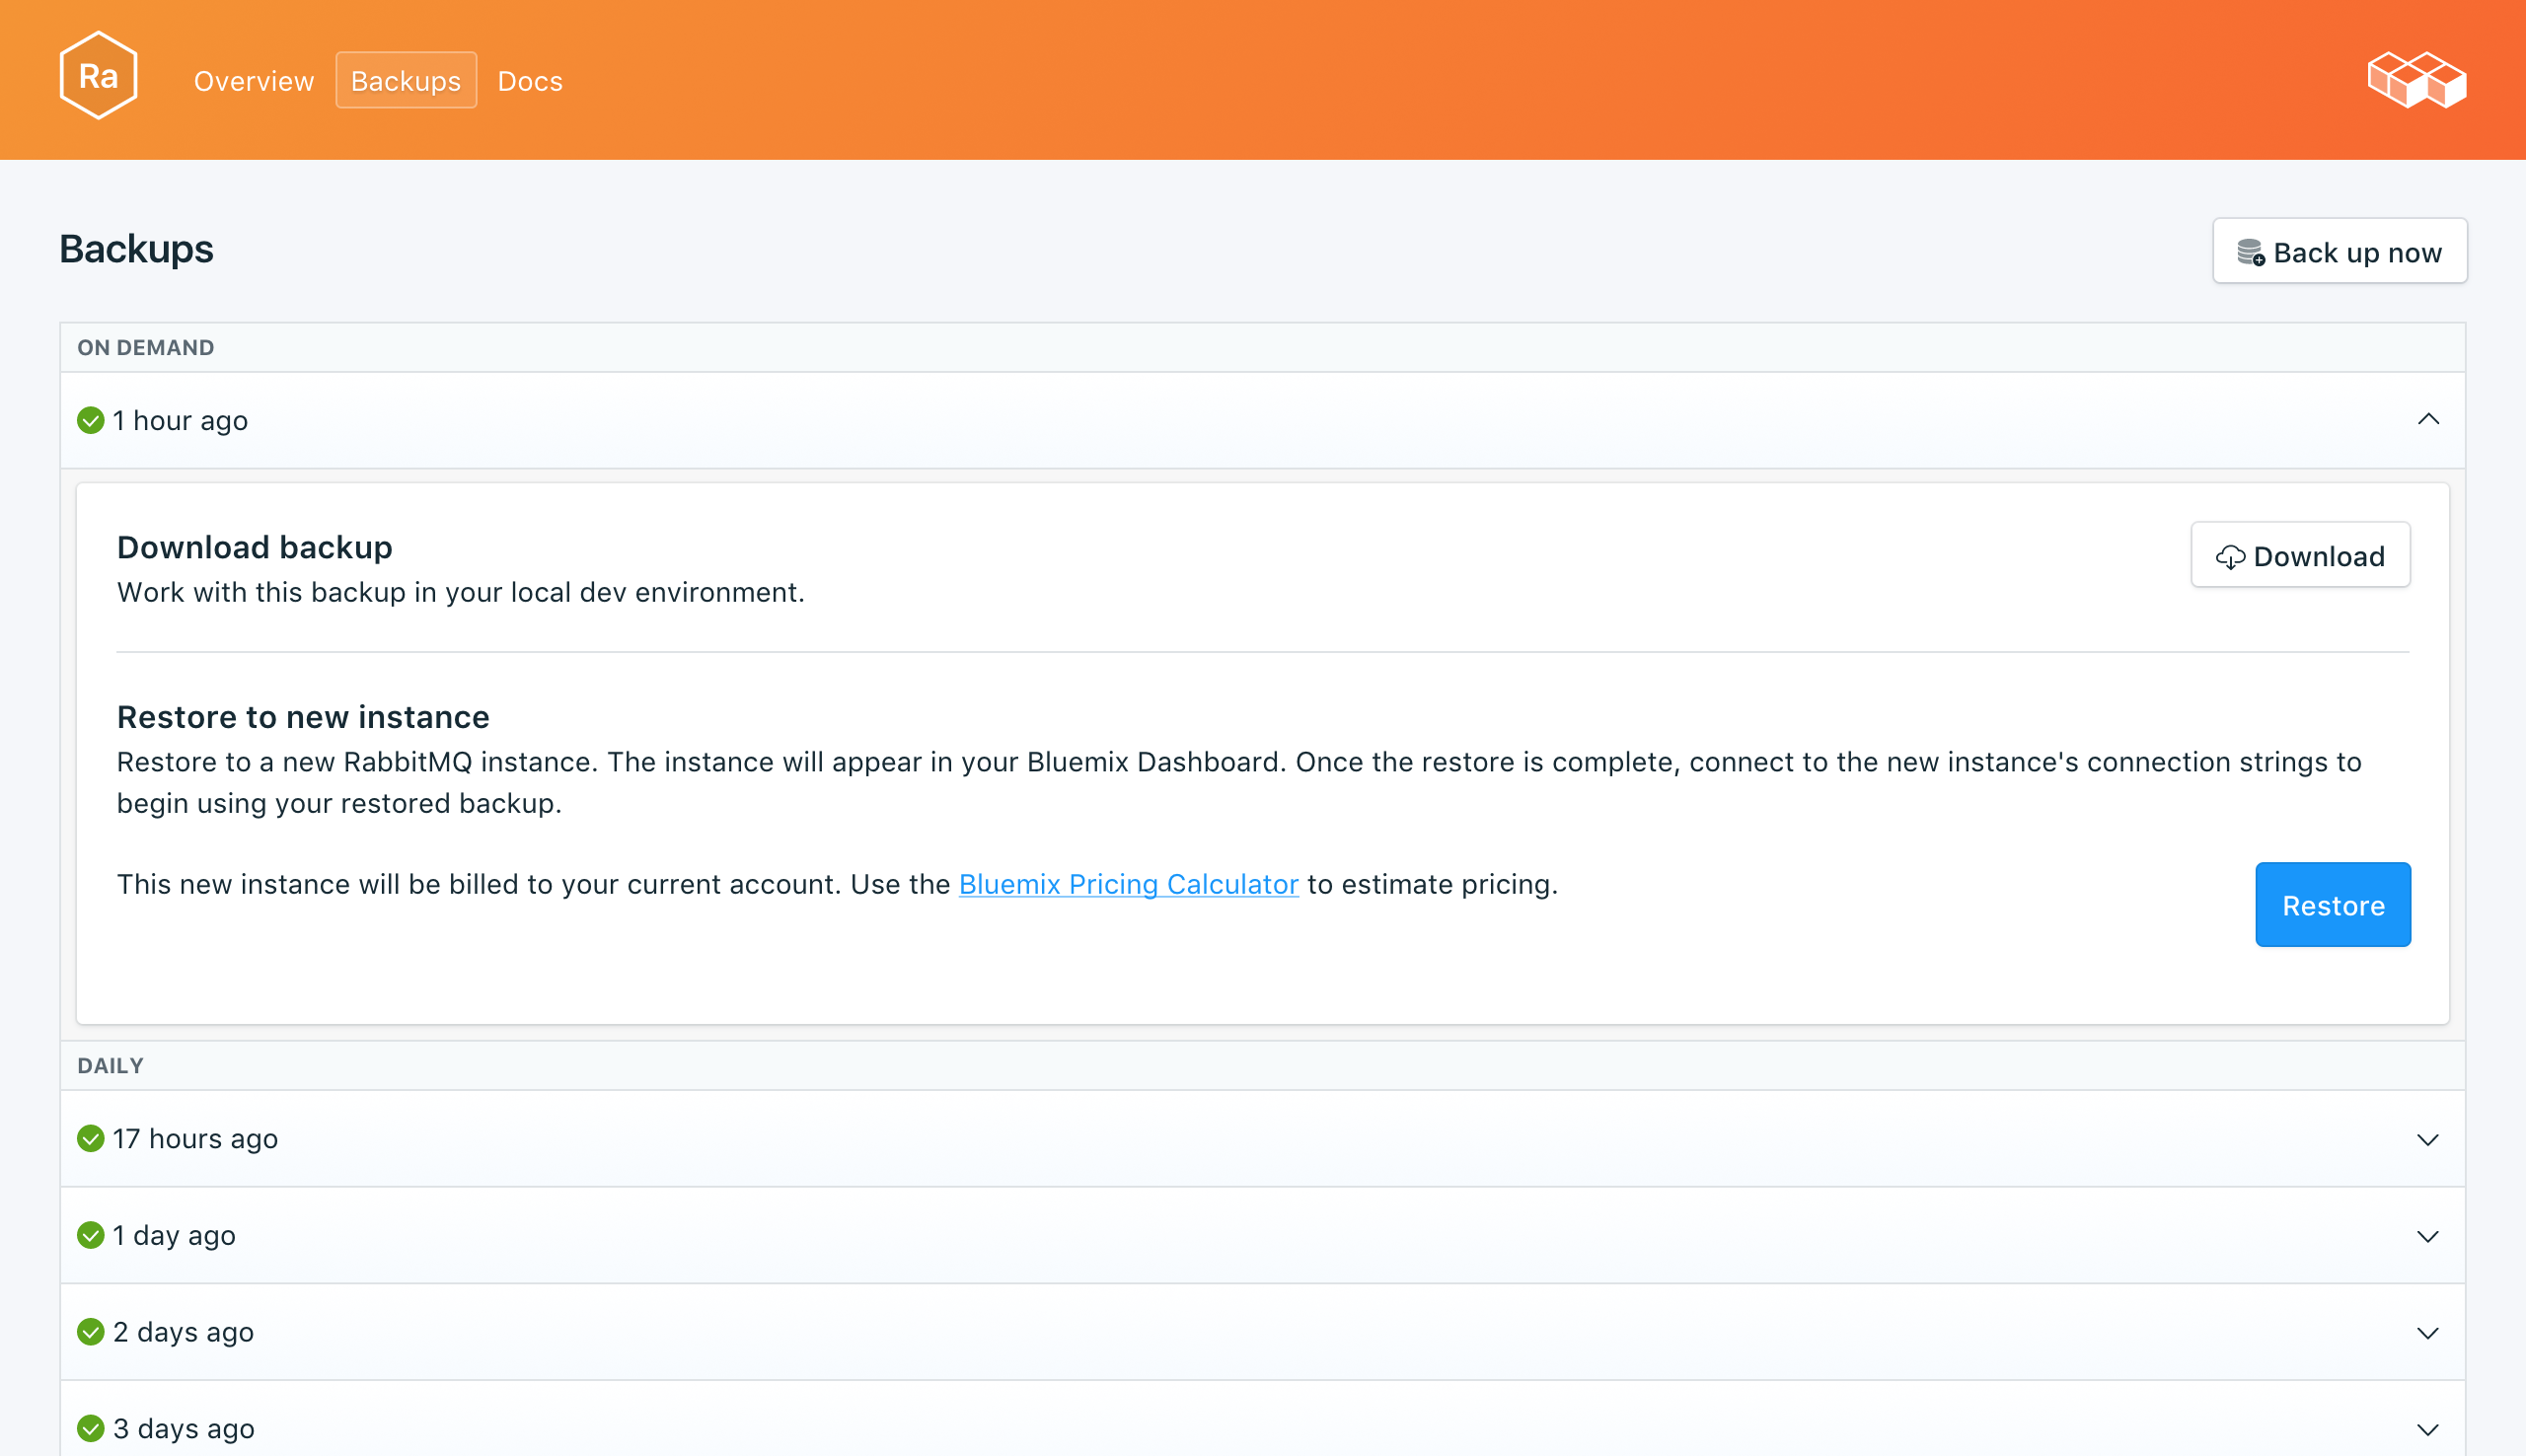 Ra
Overview
Backups
Docs
Backups
Back up now
ON DEMAND
1 hour ago
Download backup
Download
Work with this backup in your local dev environment.
Restore to new instance
Restore to a new RabbitMQ instance. The instance will appear in your Bluemix Dashboard. Once the restore is complete, connect to the new instance's connection strings to
begin using your restored backup.
This new instance will be billed to your current account. Use the Bluemix Pricing Calculator to estimate pricing.
Restore
DAILY
17 hours ago
1 day ago
2 days ago
3 days ago